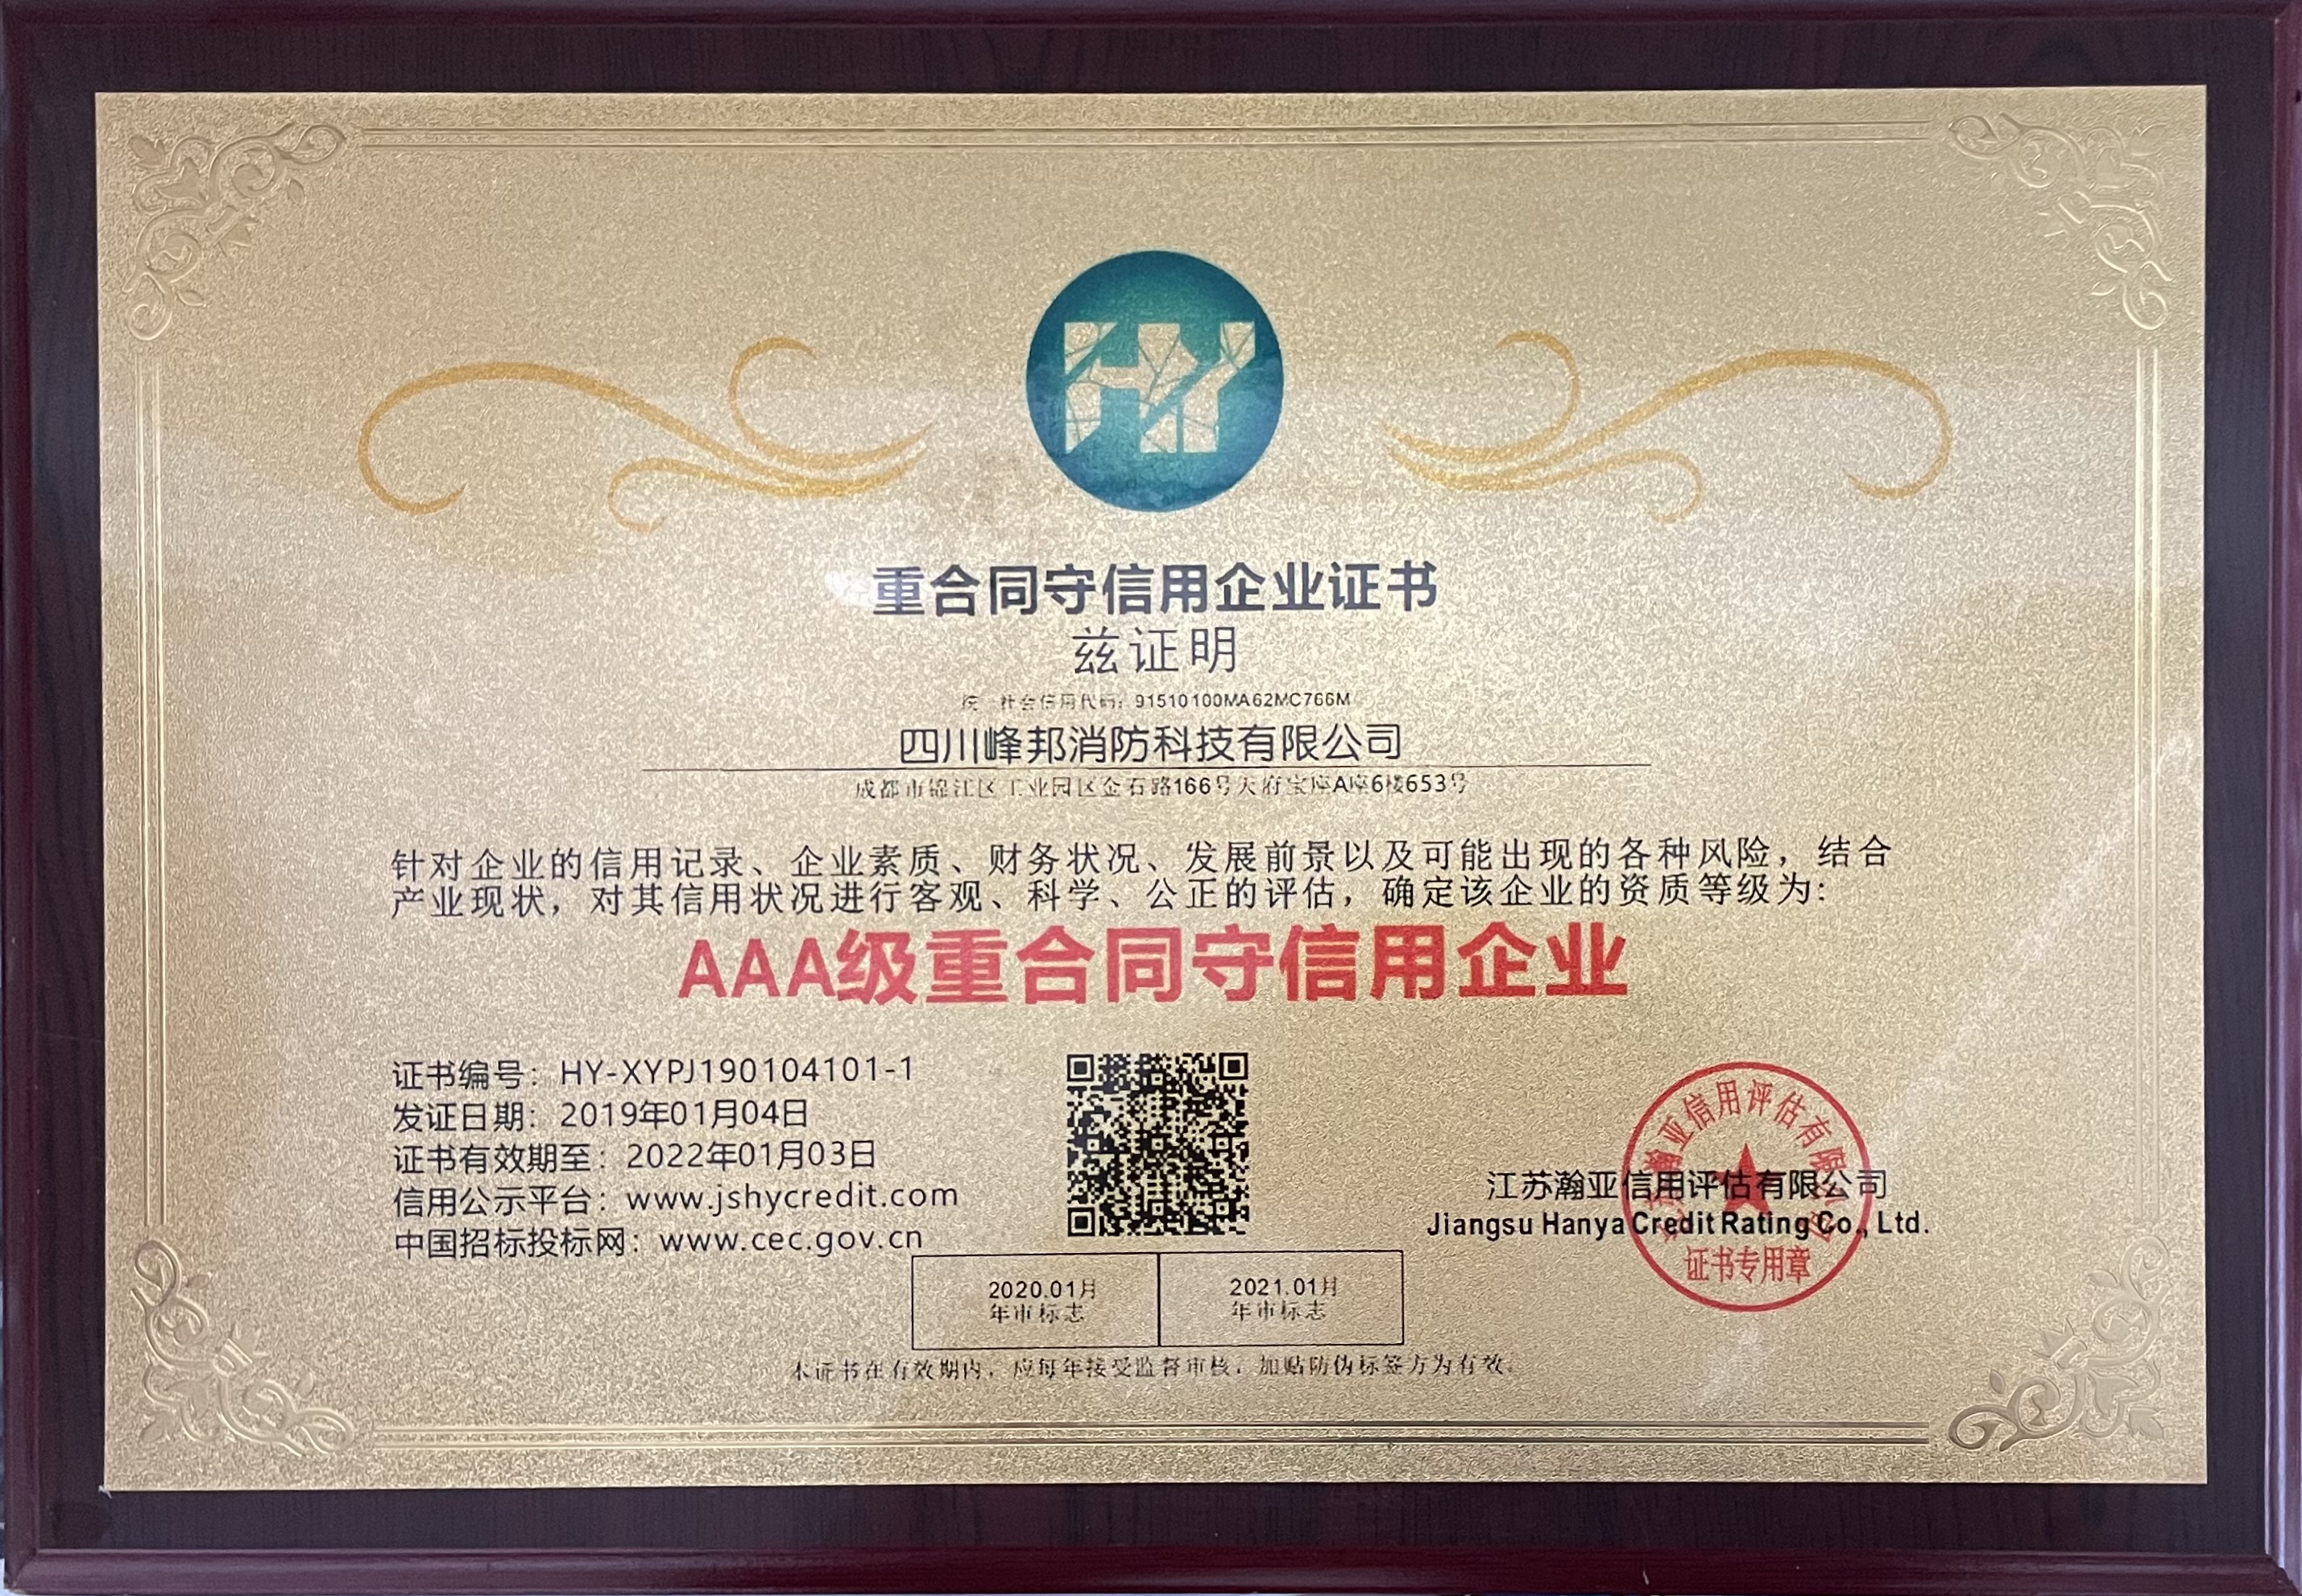 HY
重合同守信用企业证书
兹证明
统一社会信用代码：91510100MA62MC766M
四川峰邦消防科技有限公司
成都市锦江区工业园区金石路166号天府宝座A座6楼653号
针对企业的信用记录、企业素质、财务状况、发展前景以及可能出现的各种风险，结合
产业现状，对其信用状况进行客观、科学、公正的评估，确定该企业的资质等级为:
AAA级重合同守信用企业
证书编号：HY-XYPJ190104101-1
发证日期：2019年01月04日
证书有效期至：2022年01月03日
信用公示平台：www.jshycredit.com
中国招标投标网：www.cec.gov.cn
江苏瀚亚信用评估有限公司
Jiangsu Hanya Credit Rating Co., Ltd.
江苏瀚亚信用评估有限公司
证书专用章
2020.01月
年审标志
2021.01月
年审标志
本证书在有效期内，应每年接受监督审核，加贴防伪标签方为有效。